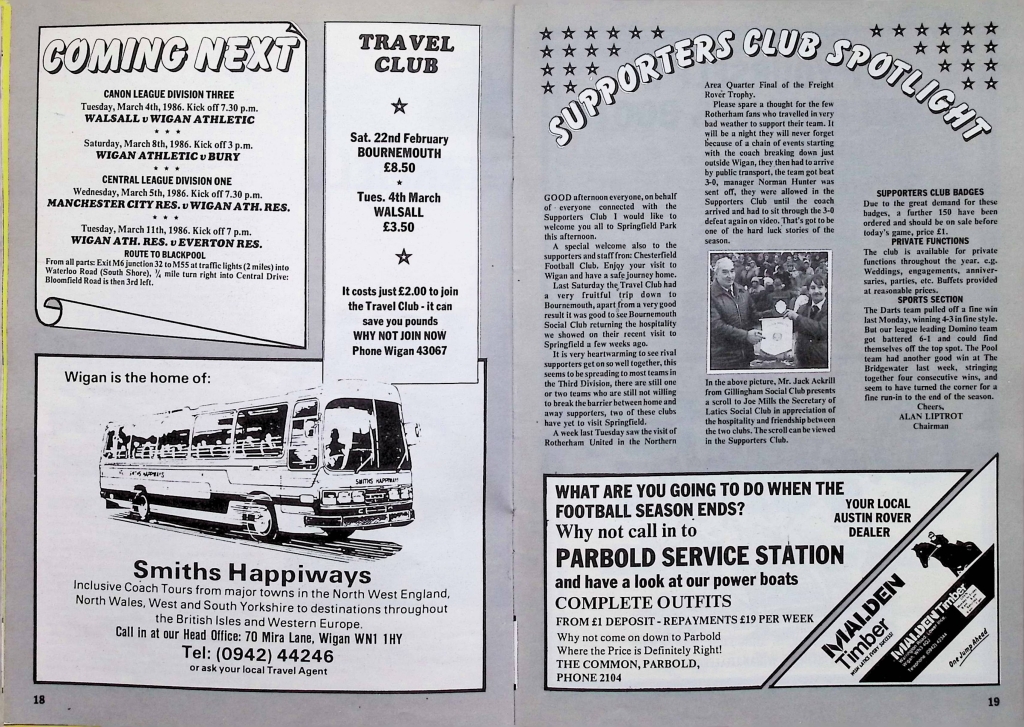 COMING NEXT
CANON LEAGUE DIVISION THREE
Tuesday, March 4th, 1986. Kick off 7.30 p.m.
WALSALL v WIGAN ATHLETIC
* * *
Saturday, March 8th, 1986. Kick off 3 p.m.
WIGAN ATHLETIC v BURY
* * *
CENTRAL LEAGUE DIVISION ONE
Wednesday, March 5th, 1986. Kick off 7.30 p.m.
MANCHESTER CITY RES. v WIGAN ATH. RES.
* * *
Tuesday, March 11th, 1986. Kick off 7 p.m.
WIGAN ATH. RES. v EVERTON RES.
ROUTE TO BLACKPOOL
From all parts: Exit M6 junction 32 to M55 at traffic lights (2 miles) into
Waterloo Road (South Shore), ¾ mile turn right into Central Drive:
Bloomfield Road is then 3rd left.
TRAVEL
CLUB
Sat. 22nd February
BOURNEMOUTH
£8.50
Tues. 4th March
WALSALL
£3.50
It costs just £2.00 to join
the Travel Club - it can
save you pounds
WHY NOT JOIN NOW
Phone Wigan 43067
Wigan is the home of:
SMITHS HAPPIWAYS
SMITHS HAPPIWAYS
Smiths Happiways
Inclusive Coach Tours from major towns in the North West England,
North Wales, West and South Yorkshire to destinations throughout
the British Isles and Western Europe.
Call in at our Head Office: 70 Mira Lane, Wigan WN1 1HY
Tel: (0942) 44246
or ask your local Travel Agent
18
SUPPORTERS CLUB SPOTLIGHT
GOOD afternoon everyone, on behalf
of everyone connected with the
Supporters Club I would like to
welcome you all to Springfield Park
this afternoon.
A special welcome also to the
supporters and staff from: Chesterfield
Football Club. Enjoy your visit to
Wigan and have a safe journey home.
Last Saturday the Travel Club had
a very fruitful trip down to
Bournemouth, apart from a very good
result it was good to see Bournemouth
Social Club returning the hospitality
we showed on their recent visit to
Springfield a few weeks ago.
It is very heartwarming to see rival
supporters get on so well together, this
seems to be spreading to most teams in
the Third Division, there are still one
or two teams who are still not willing
to break the barrier between home and
away supporters, two of these clubs
have yet to visit Springfield.
A week last Tuesday saw the visit of
Rotherham United in the Northern
Area Quarter Final of the Freight
Rover Trophy.
Please spare a thought for the few
Rotherham fans who travelled in very
bad weather to support their team. It
will be a night they will never forget
because of a chain of events starting
with the coach breaking down just
outside Wigan, they then had to arrive
by public transport, the team got beat
3-0, manager Norman Hunter was
sent off, they were allowed in the
Supporters Club until the coach
arrived and had to sit through the 3-0
defeat again on video. That's got to be
one of the hard luck stories of the
season.
In the above picture, Mr. Jack Ackrill
from Gillingham Social Club presents
a scroll to Joe Mills the Secretary of
Latics Social Club in appreciation of
the hospitality and friendship between
the two clubs. The scroll can be viewed
in the Supporters Club.
SUPPORTERS CLUB BADGES
Due to the great demand for these
badges, a further 150 have been
ordered and should be on sale before
today's game, price £1.
PRIVATE FUNCTIONS
The club is available for private
functions throughout the year, e.g.
Weddings, engagements, anniver-
saries, parties, etc. Buffets provided
at reasonable prices.
SPORTS SECTION
The Darts team pulled off a fine win
last Monday, winning 4-3 in fine style.
But our league leading Domino team
got battered 6-1 and could find
themselves off the top spot. The Pool
team had another good win at The
Bridgewater last week, stringing
together four consecutive wins, and
seem to have turned the corner for a
fine run-in to the end of the season.
Cheers,
ALAN LIPTROT
Chairman
WHAT ARE YOU GOING TO DO WHEN THE
FOOTBALL SEASON ENDS?
Why not call in to
PARBOLD SERVICE STATION
and have a look at our power boats
COMPLETE OUTFITS
FROM £1 DEPOSIT - REPAYMENTS £19 PER WEEK
Why not come on down to Parbold
Where the Price is Definitely Right!
THE COMMON, PARBOLD,
PHONE 2104
YOUR LOCAL
AUSTIN ROVER
DEALER
MALDEN
Timber
WISH LATICS EVERY SUCCESS
MALDEN Timber
One Jump Ahead
19